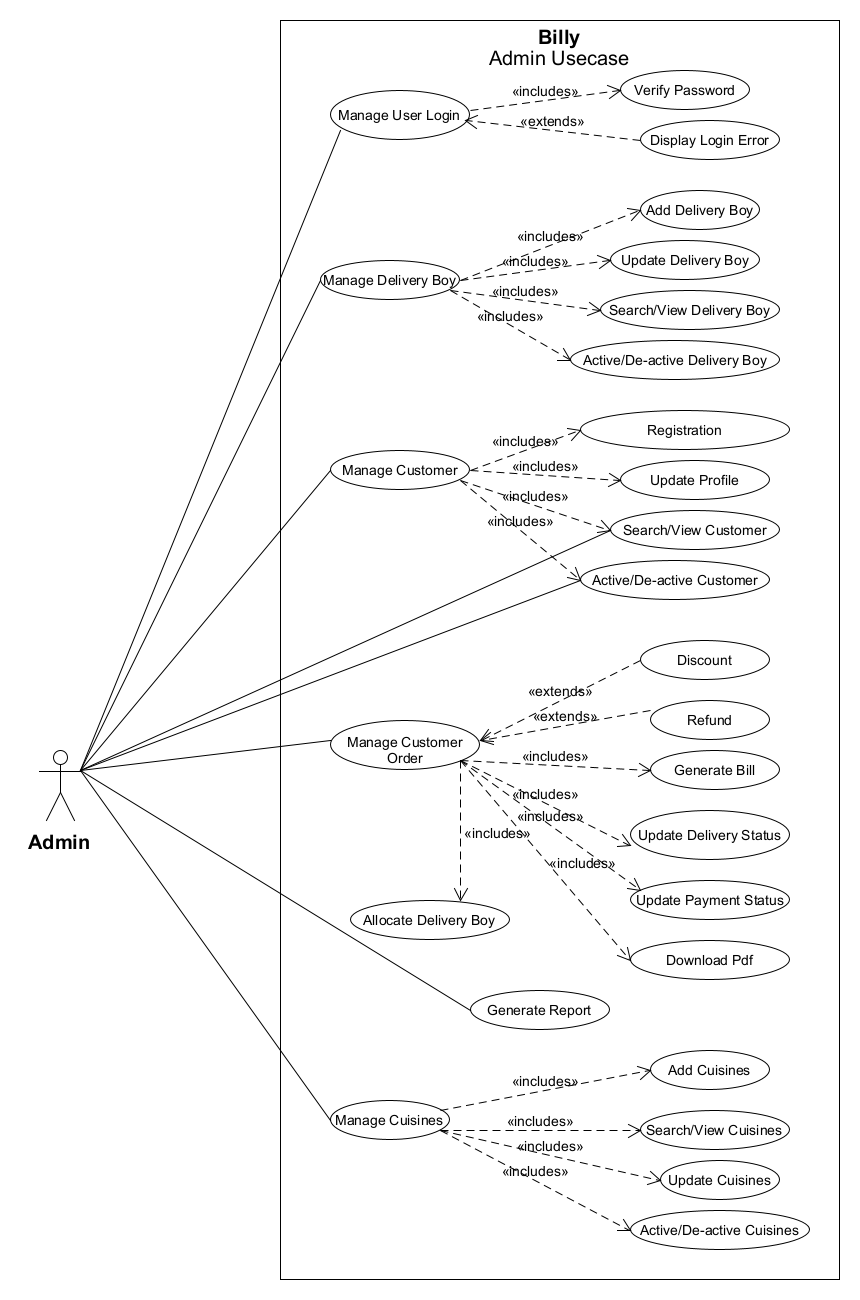 Billy
Admin Usecase
Manage User Login
«includes»
Verify Password
«extends»
Display Login Error
Manage Delivery Boy
«includes»
Add Delivery Boy
«includes»
Update Delivery Boy
«includes»
Search/View Delivery Boy
«includes»
Active/De-active Delivery Boy
Manage Customer
«includes»
Registration
«includes»
Update Profile
«includes»
Search/View Customer
«includes»
Active/De-active Customer
Manage Customer
Order
Discount
«extends»
Refund
«extends»
«includes»
Generate Bill
«includes»
Update Delivery Status
«includes»
Update Payment Status
«includes»
Download Pdf
«includes»
Allocate Delivery Boy
Admin
Generate Report
Manage Cuisines
«includes»
Add Cuisines
«includes»
Search/View Cuisines
«includes»
Update Cuisines
«includes»
Active/De-active Cuisines